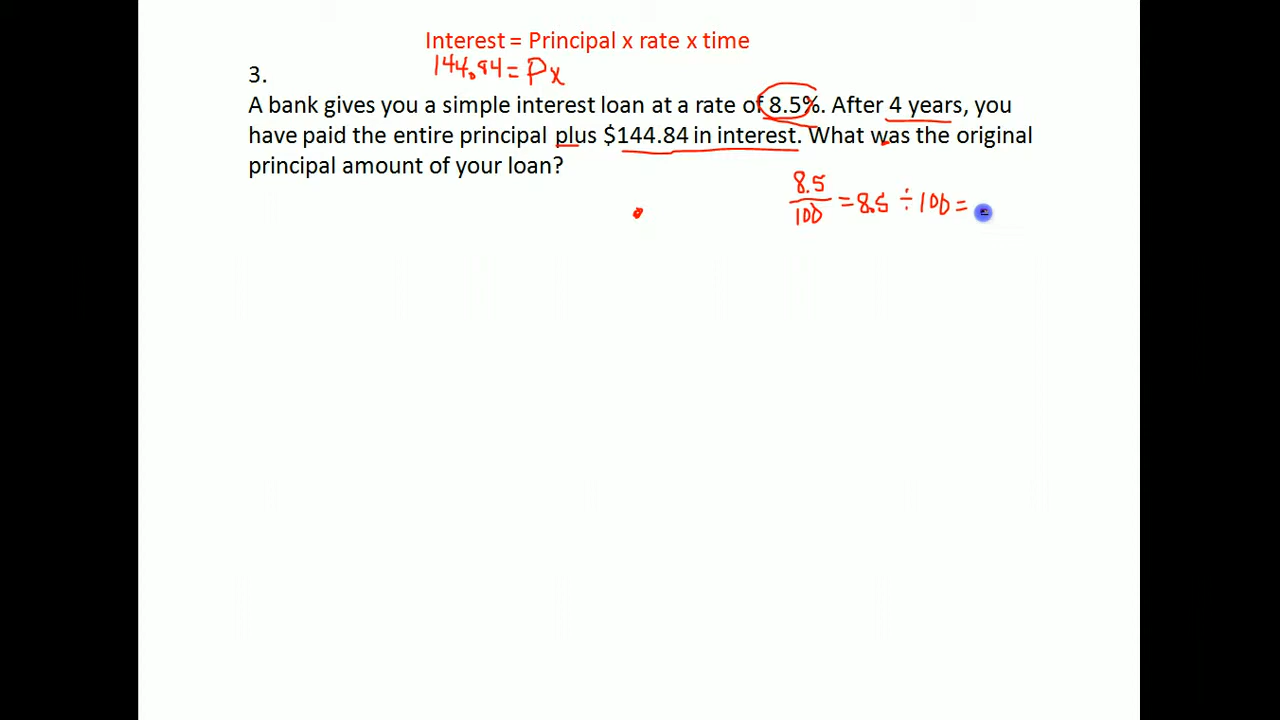 Interest = Principal x rate x time
144.84 = Px
3.
A bank gives you a simple interest loan at a rate of 8.5%. After 4 years, you
have paid the entire principal plus $144.84 in interest. What was the original
principal amount of your loan?
8.5
100 = 8.5 ÷ 100 =